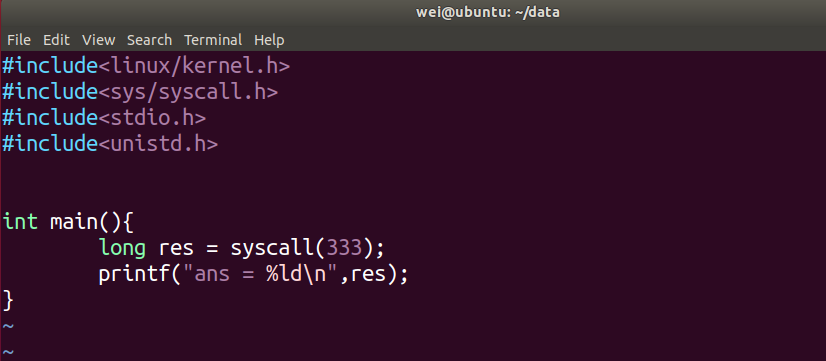 wei@ubuntu: ~/data
File Edit View Search Terminal Help
#include<linux/kernel.h>
#include<sys/syscall.h>
#include<stdio.h>
#include<unistd.h>
int main(){
        long res = syscall(333);
        printf("ans = %ld\n",res);
}
~
~